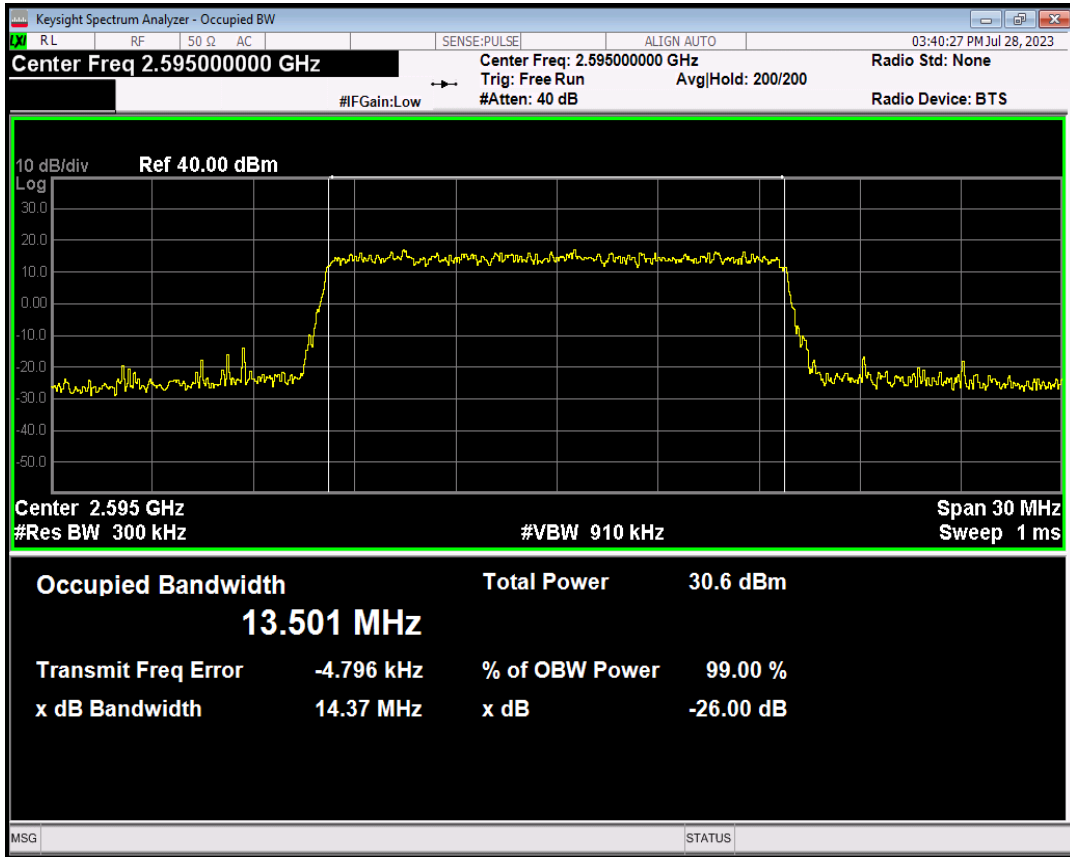 Keysight Spectrum Analyzer - Occupied BW
LXI RL RF 50 Ω AC SENSE:PULSE ALIGN AUTO 03:40:27 PM Jul 28, 2023
Center Freq 2.595000000 GHz
Center Freq: 2.595000000 GHz
Radio Std: None
Trig: Free Run Avg|Hold: 200/200
#IFGain:Low #Atten: 40 dB Radio Device: BTS
10 dB/div Ref 40.00 dBm
Log
30.0
20.0
10.0
0.00
-10.0
-20.0
-30.0
-40.0
-50.0
Center 2.595 GHz Span 30 MHz
#Res BW 300 kHz #VBW 910 kHz Sweep 1 ms
Occupied Bandwidth Total Power 30.6 dBm
13.501 MHz
Transmit Freq Error -4.796 kHz % of OBW Power 99.00 %
x dB Bandwidth 14.37 MHz x dB -26.00 dB
MSG STATUS